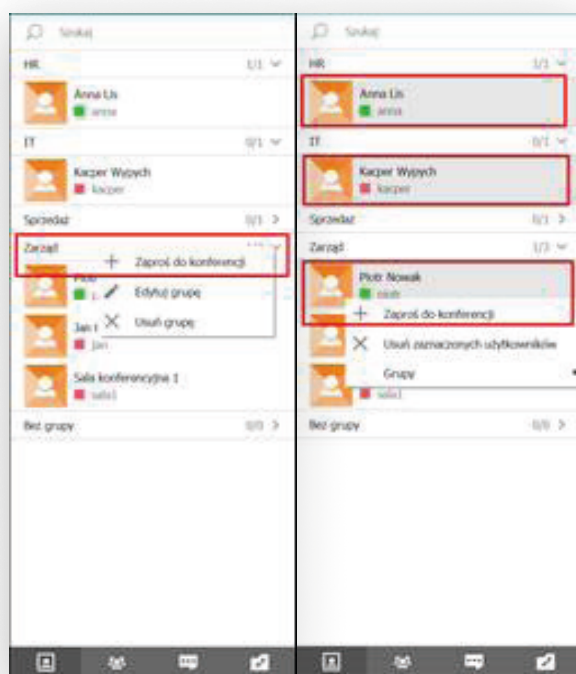 Szukaj
HR 1/1
Anna Lis
anna
IT 0/1
Kacper Wypych
kacper
Sprzedaż 0/1
Zarząd
Zaproś do konferencji
Piotr
Edytuj grupę
Jan
Usuń grupę
jan
Sala konferencyjna 1
sala1
Bez grupy 0/0
Szukaj
HR 1/1
Anna Lis
anna
IT 0/1
Kacper Wypych
kacper
Sprzedaż 0/1
Zarząd 1/3
Piotr Nowak
piotr
Zaproś do konferencji
Usuń zaznaczonych użytkowników
Grupy
sala1
Bez grupy 0/0